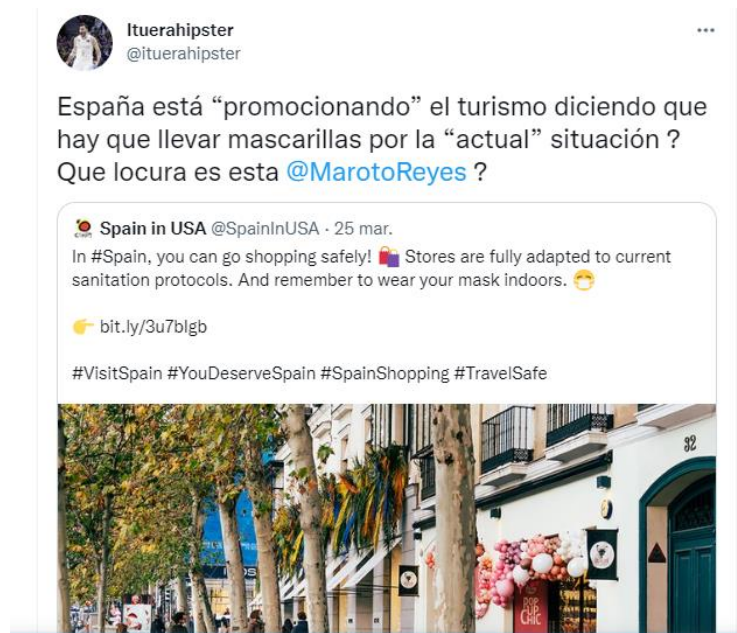 Ituerahipster
@ituerahipster
España está “promocionando” el turismo diciendo que
hay que llevar mascarillas por la “actual” situación ?
Que locura es esta @MarotoReyes ?
Spain in USA @SpainInUSA · 25 mar.
In #Spain, you can go shopping safely! 🛍️ Stores are fully adapted to current
sanitation protocols. And remember to wear your mask indoors. 😷
👉 bit.ly/3u7blgb
#VisitSpain #YouDeserveSpain #SpainShopping #TravelSafe
32
POP
UP
CHIC